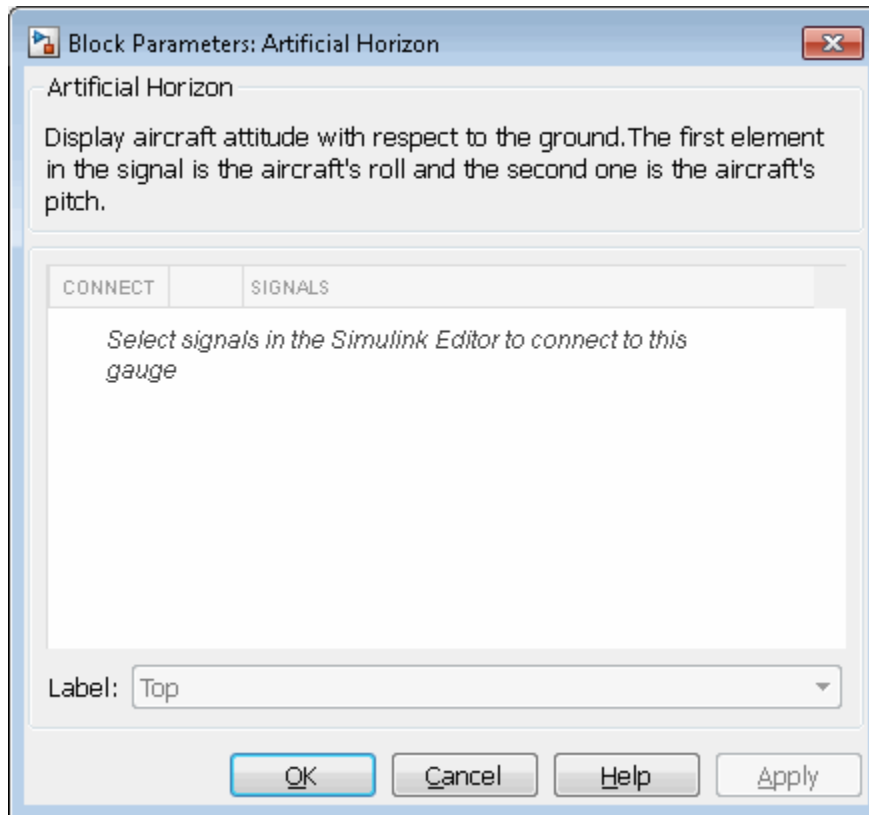 Block Parameters: Artificial Horizon
Artificial Horizon
Display aircraft attitude with respect to the ground.The first element
in the signal is the aircraft's roll and the second one is the aircraft's
pitch.
CONNECT SIGNALS
Select signals in the Simulink Editor to connect to this
gauge
Label: Top
OK Cancel Help Apply